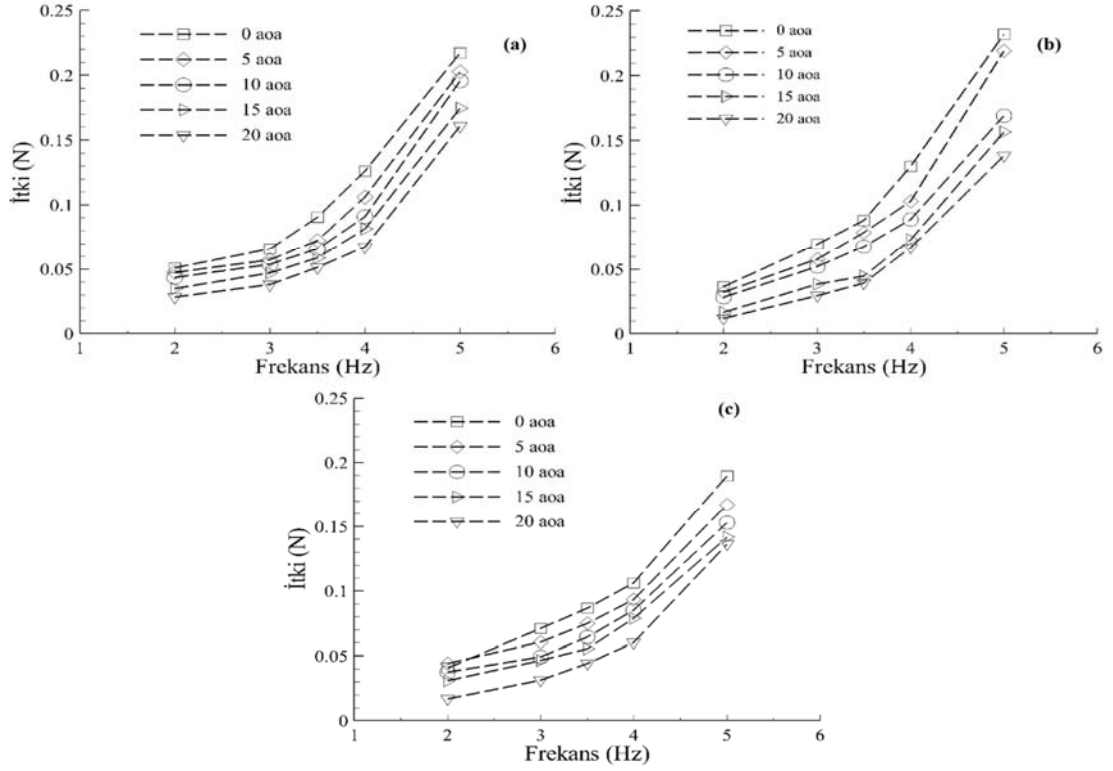 0.25
0.2
0.15
0.1
0.05
0
İtki (N)
1 2 3 4 5 6
Frekans (Hz)
0 aoa
5 aoa
10 aoa
15 aoa
20 aoa
(a)
0.25
0.2
0.15
0.1
0.05
0
İtki (N)
1 2 3 4 5 6
Frekans (Hz)
0 aoa
5 aoa
10 aoa
15 aoa
20 aoa
(b)
0.25
0.2
0.15
0.1
0.05
0
İtki (N)
1 2 3 4 5 6
Frekans (Hz)
0 aoa
5 aoa
10 aoa
15 aoa
20 aoa
(c)